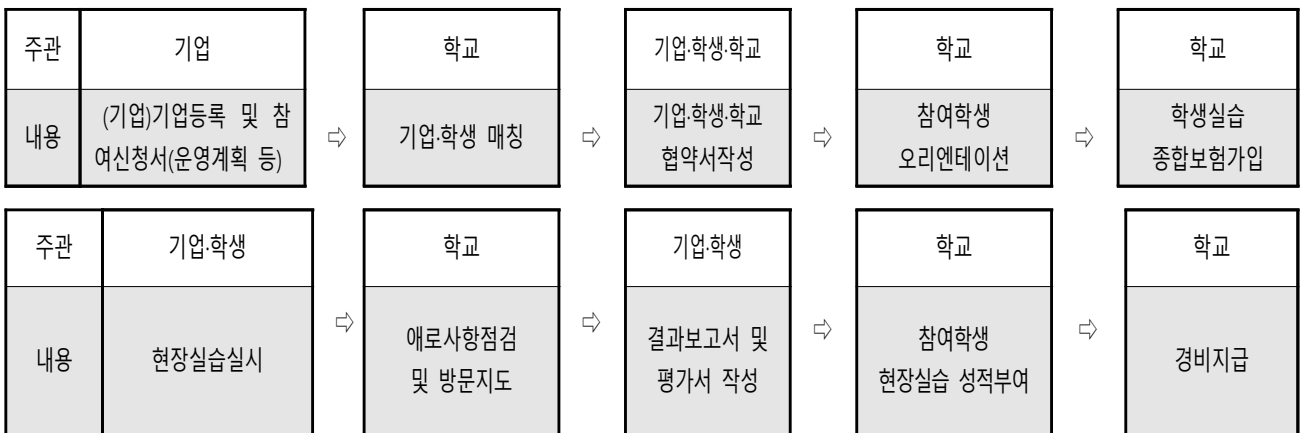 주관 기업 학교 기업·학생·학교 학교 학교
내용 (기업)기업등록 및 참여신청서(운영계획 등) ⇨ 기업·학생 매칭 ⇨ 기업·학생·학교 협약서작성 ⇨ 참여학생 오리엔테이션 ⇨ 학생실습 종합보험가입
주관 기업·학생 학교 기업·학생 학교 학교
내용 현장실습실시 ⇨ 애로사항점검 및 방문지도 ⇨ 결과보고서 및 평가서 작성 ⇨ 참여학생 현장실습 성적부여 ⇨ 경비지급